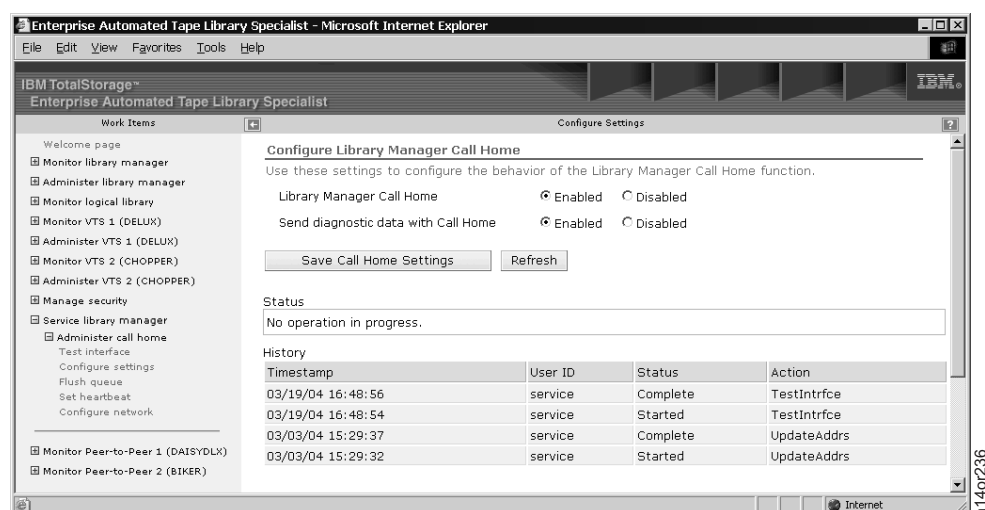 Enterprise Automated Tape Library Specialist - Microsoft Internet Explorer
File Edit View Favorites Tools Help
IBM TotalStorage™
Enterprise Automated Tape Library Specialist
IBM®
Work Items
Configure Settings
?
Welcome page
Monitor library manager
Administer library manager
Monitor logical library
Monitor VTS 1 (DELUX)
Administer VTS 1 (DELUX)
Monitor VTS 2 (CHOPPER)
Administer VTS 2 (CHOPPER)
Manage security
Service library manager
Administer call home
Test interface
Configure settings
Flush queue
Set heartbeat
Configure network
Monitor Peer-to-Peer 1 (DAISYDLX)
Monitor Peer-to-Peer 2 (BIKER)
Configure Library Manager Call Home
Use these settings to configure the behavior of the Library Manager Call Home function.
Library Manager Call Home Enabled Disabled
Send diagnostic data with Call Home Enabled Disabled
Save Call Home Settings Refresh
Status
No operation in progress.
History
Timestamp User ID Status Action
03/19/04 16:48:56 service Complete TestIntrfce
03/19/04 16:48:54 service Started TestIntrfce
03/03/04 15:29:37 service Complete UpdateAddrs
03/03/04 15:29:32 service Started UpdateAddrs
Internet